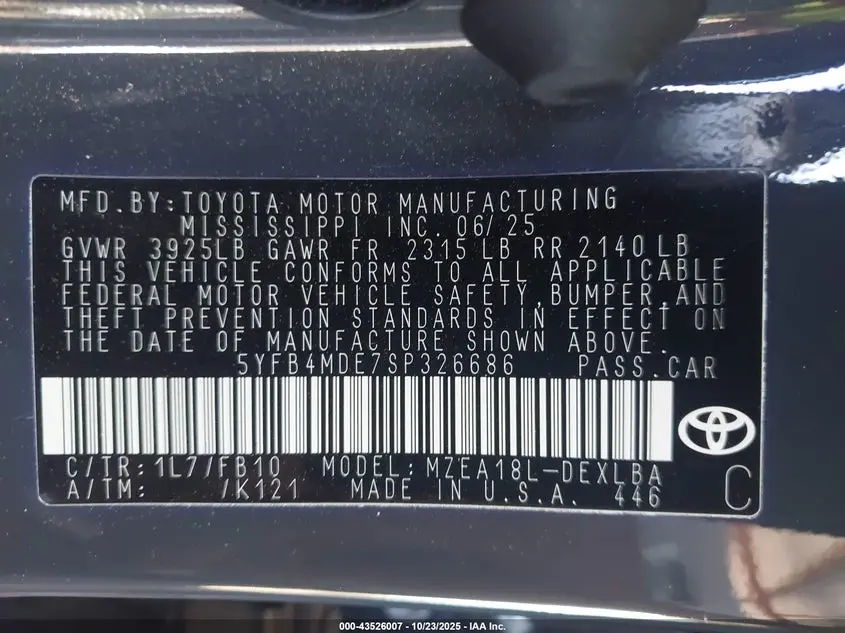 MFD.BY:TOYOTA MOTOR MANUFACTURING
MISSISSIPPI INC. 06/25
GVWR 3925LB GAWR FR 2315 LB RR 2140 LB
THIS VEHICLE CONFORMS TO ALL APPLICABLE
FEDERAL MOTOR VEHICLE SAFETY,BUMPER,AND
THEFT PREVENTION STANDARDS IN EFFECT ON
THE DATE OF MANUFACTURE SHOWN ABOVE.
5YFB4MDE7SP326686 PASS.CAR
C/TR: 1L7/FB10 MODEL: MZEA18L-DEXLBA
A/TM: /K121 MADE IN U.S.A. 446 C
000-43526007 - 10/23/2025 - IAA Inc.